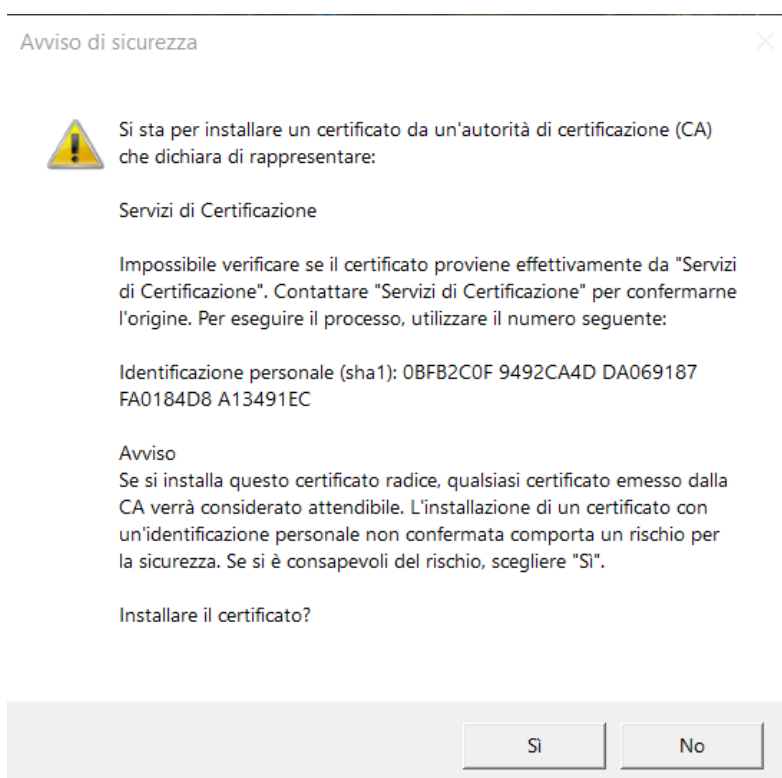 Avviso di sicurezza
Si sta per installare un certificato da un'autorità di certificazione (CA)
che dichiara di rappresentare:
Servizi di Certificazione
Impossibile verificare se il certificato proviene effettivamente da "Servizi
di Certificazione". Contattare "Servizi di Certificazione" per confermarne
l'origine. Per eseguire il processo, utilizzare il numero seguente:
Identificazione personale (sha1): 0BFB2C0F 9492CA4D DA069187
FA0184D8 A13491EC
Avviso
Se si installa questo certificato radice, qualsiasi certificato emesso dalla
CA verrà considerato attendibile. L'installazione di un certificato con
un'identificazione personale non confermata comporta un rischio per
la sicurezza. Se si è consapevoli del rischio, scegliere "Sì".
Installare il certificato?
Sì
No